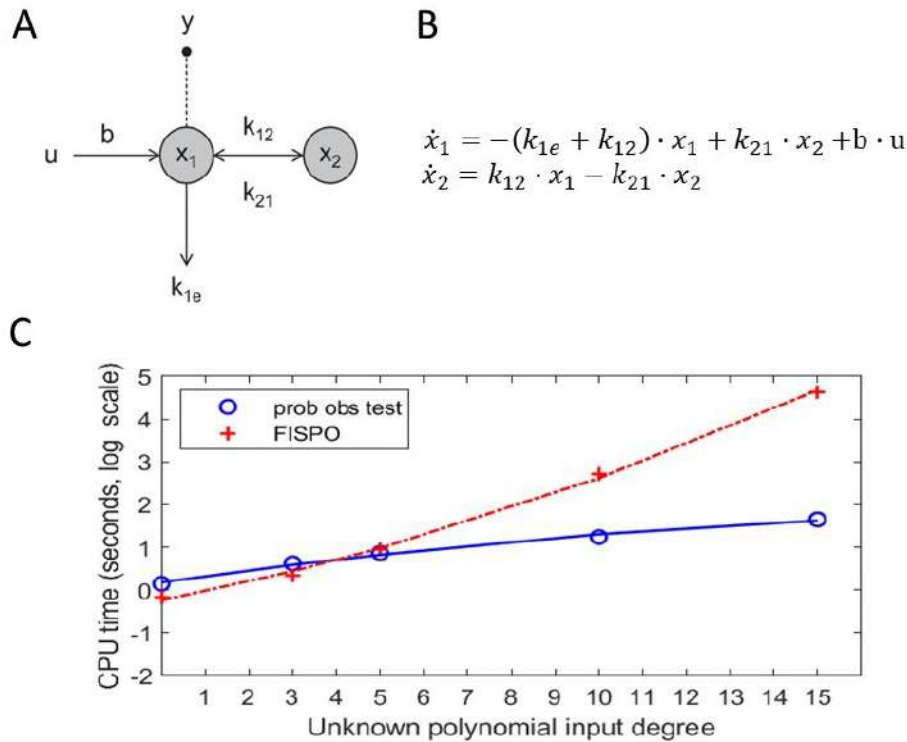 A
B
y
b
k₁₂
u
x₁
x₂
k₂₁
k₁ₑ
ẋ₁ = −(k₁ₑ + k₁₂) · x₁ + k₂₁ · x₂ +b · u
ẋ₂ = k₁₂ · x₁ − k₂₁ · x₂
C
CPU time (seconds, log scale)
5
4
3
2
1
0
-1
-2
prob obs test
FISPO
1 2 3 4 5 6 7 8 9 10 11 12 13 14 15
Unknown polynomial input degree